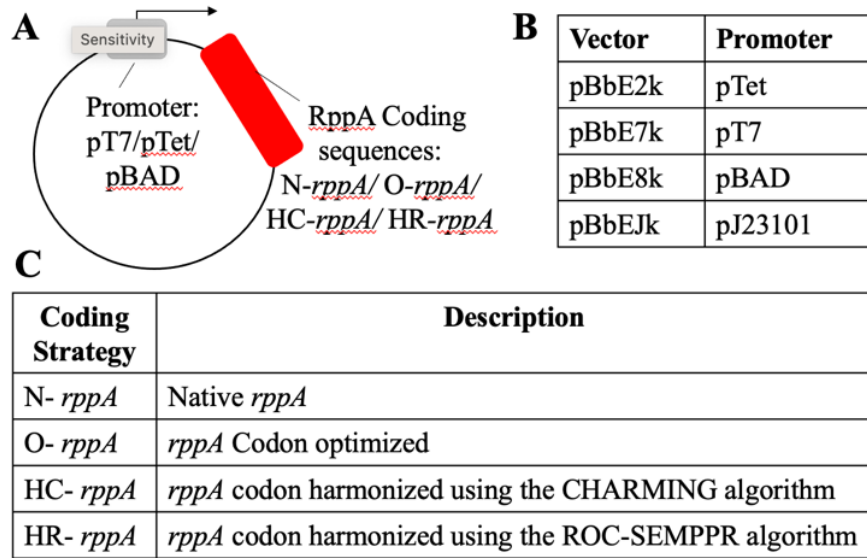 A
Sensitivity
Promoter:
pT7/pTet/
pBAD
RppA Coding
sequences:
N-rppA/ O-rppA/
HC-rppA/ HR-rppA
B
Vector Promoter
pBbE2k pTet
pBbE7k pT7
pBbE8k pBAD
pBbEJk pJ23101
C
Coding
Strategy
Description
N- rppA Native rppA
O- rppA rppA Codon optimized
HC- rppA rppA codon harmonized using the CHARMING algorithm
HR- rppA rppA codon harmonized using the ROC-SEMPPR algorithm